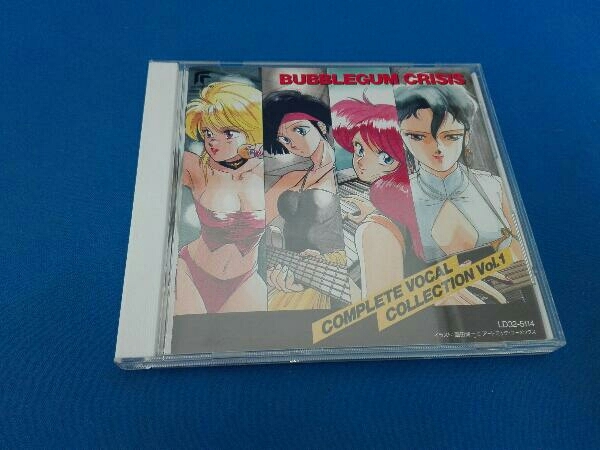 BUBBLEGUM CRISIS
COMPLETE VOCAL
COLLECTION Vol.1
LD32-5114